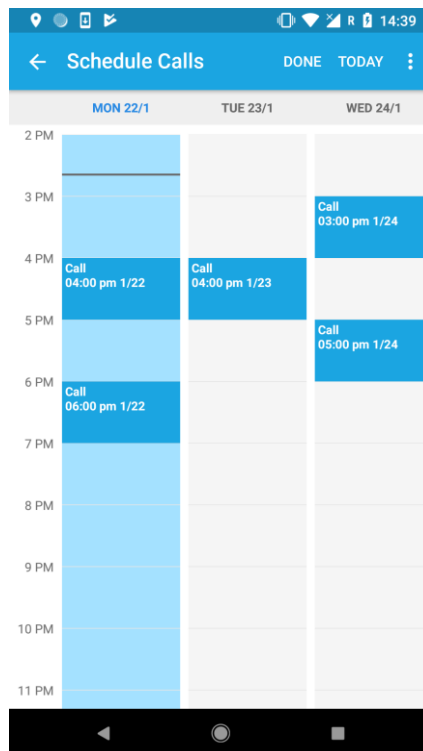 R 14:39
Schedule Calls DONE TODAY
MON 22/1 TUE 23/1 WED 24/1
2 PM
3 PM
Call
03:00 pm 1/24
4 PM
Call
04:00 pm 1/22
Call
04:00 pm 1/23
5 PM
Call
05:00 pm 1/24
6 PM
Call
06:00 pm 1/22
7 PM
8 PM
9 PM
10 PM
11 PM